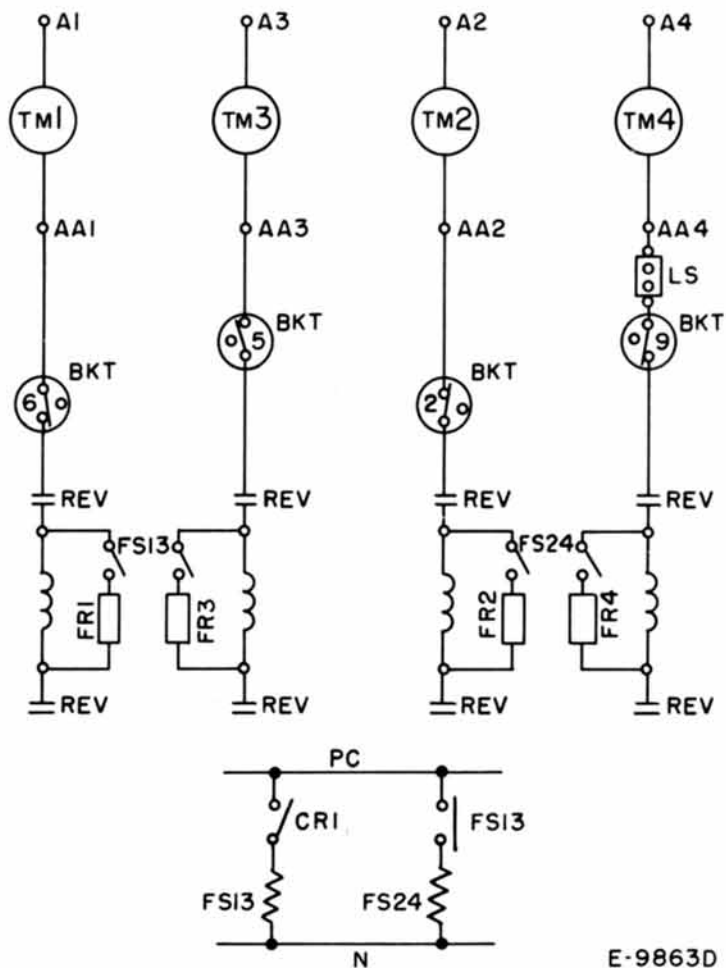 A1 A3 A2 A4
TM1 TM3 TM2 TM4
AA1 AA3 AA2 AA4
LS
BKT BKT
5 9
BKT BKT
6 2
REV REV REV REV
FS13 FS24
FR1 FR3 FR2 FR4
REV REV REV REV
PC
CR1 FS13
FS13 FS24
N
E-9863D